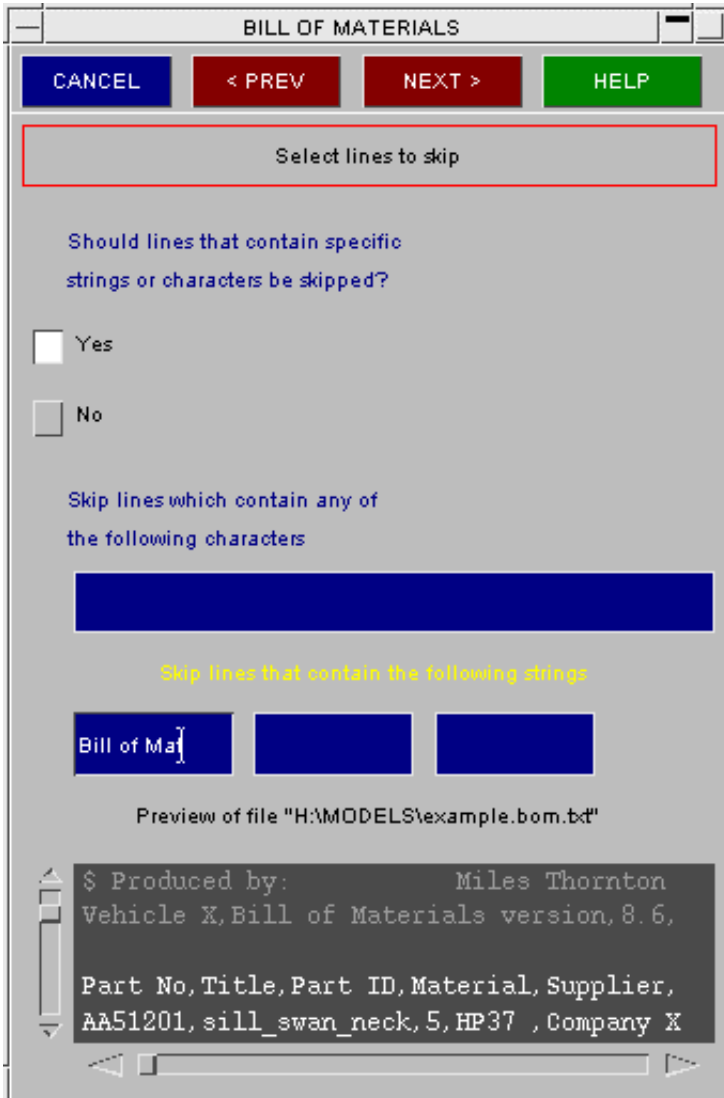 BILL OF MATERIALS
CANCEL < PREV NEXT > HELP
Select lines to skip
Should lines that contain specific
strings or characters be skipped?
Yes
No
Skip lines which contain any of
the following characters
Skip lines that contain the following strings
Bill of Mat
Preview of file "H:\MODELS\example.bom.txt"
$ Produced by: Miles Thornton
Vehicle X,Bill of Materials version,8.6,
Part No,Title,Part ID,Material,Supplier,
AA51201,sill_swan_neck,5,HP37 ,Company X